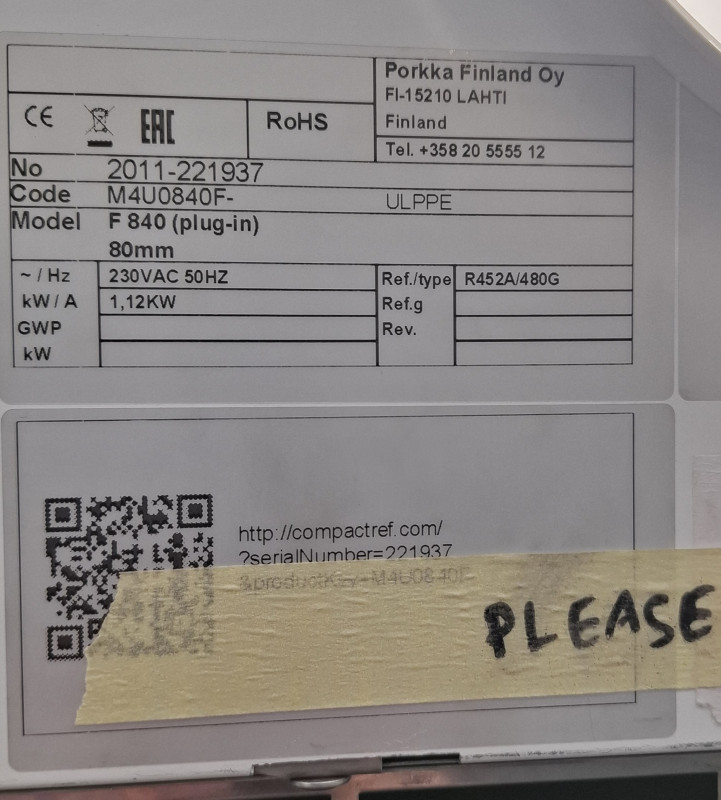 Porkka Finland Oy
FI-15210 LAHTI
Finland
Tel. +358 20 5555 12
CE
EAC
RoHS
No 2011-221937
Code M4U0840F- ULPPE
Model F 840 (plug-in)
80mm
~ / Hz 230VAC 50HZ Ref./type R452A/480G
kW / A 1,12KW Ref.g
GWP Rev.
kW
http://compactref.com/
?serialNumber=221937
&productKey=M4U0840F
PLEASE